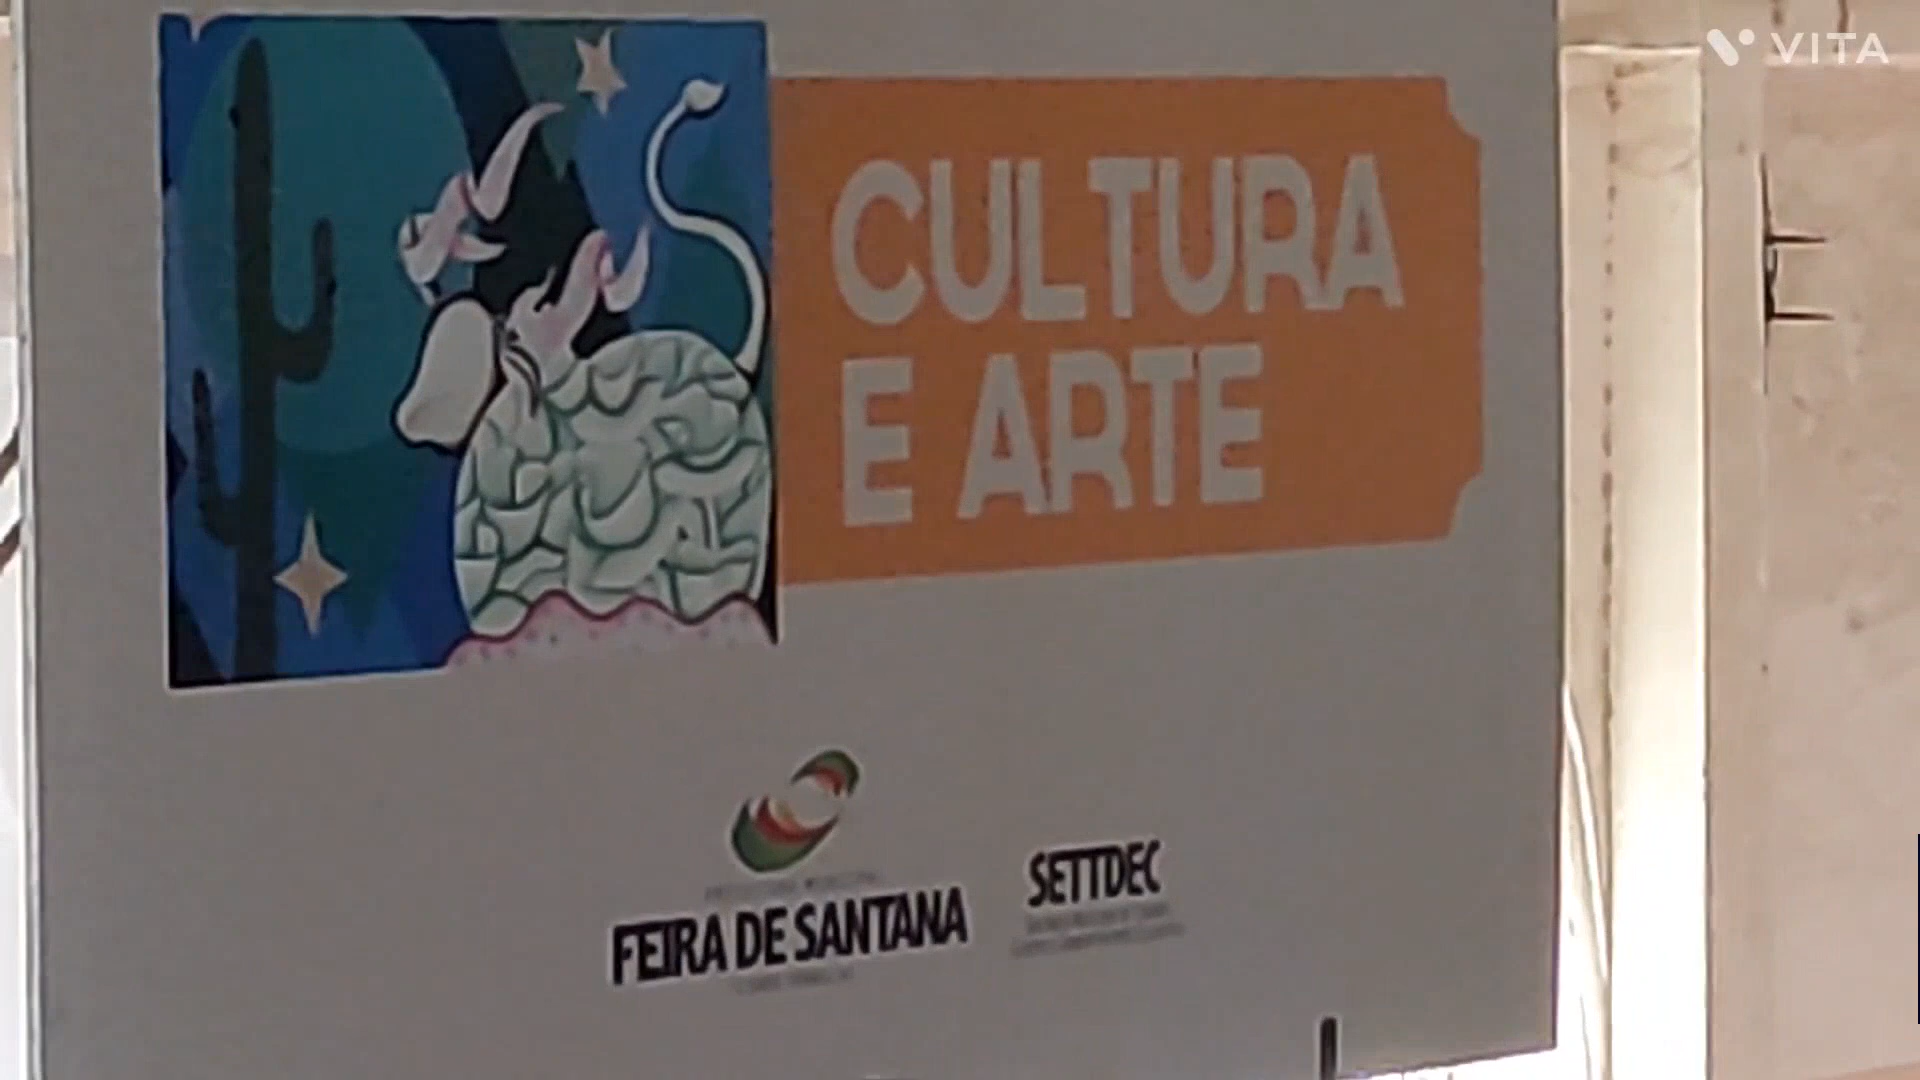 VITA
CULTURA
E ARTE
FEIRA DE SANTANA
SETTDEC